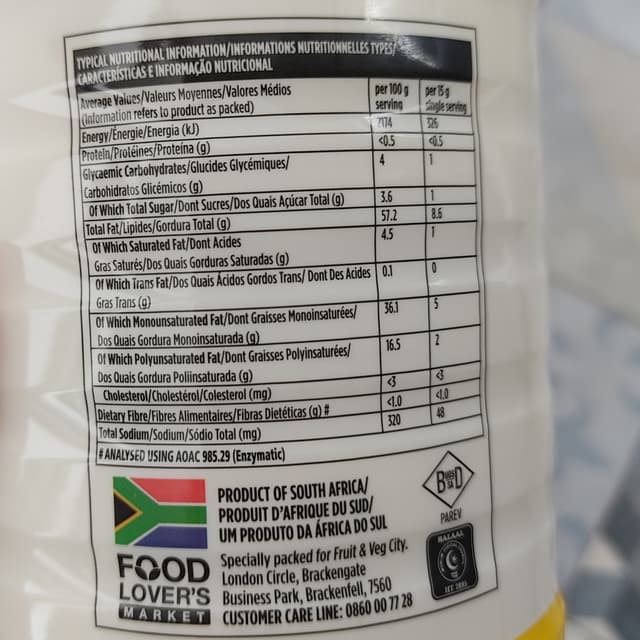 TYPICAL NUTRITIONAL INFORMATION/INFORMATIONS NUTRITIONNELLES TYPES/
CARACTERÍSTICAS E INFORMAÇÃO NUTRICIONAL
Average Values/Valeurs Moyennes/Valores Médios
(Information refers to product as packed)
per 100 g
serving
per 15 g
single serving
Energy/Énergie/Energia (kJ) 2174 326
Protein/Protéines/Proteína (g) <0.5 <0.5
Glycaemic Carbohydrates/Glucides Glycémiques/
Carbohidratos Glicémicos (g) 4 1
Of Which Total Sugar/Dont Sucres/Dos Quais Açúcar Total (g) 3.6 1
Total Fat/Lipides/Gordura Total (g) 57.2 8.6
Of Which Saturated Fat/Dont Acides
Gras Saturés/Dos Quais Gorduras Saturadas (g) 4.5 1
Of Which Trans Fat/Dos Quais Ácidos Gordos Trans/ Dont Des Acides
Gras Trans (g) 0.1 0
Of Which Monounsaturated Fat/Dont Graisses Monoinsaturées/
Dos Quais Gordura Monoinsaturada (g) 36.1 5
Of Which Polyunsaturated Fat/Dont Graisses Polyinsaturées/
Dos Quais Gordura Poliinsaturada (g) 16.5 2
Cholesterol/Cholestérol/Colesterol (mg) <3 <3
Dietary Fibre/Fibres Alimentaires/Fibras Dietéticas (g) # <1.0 <1.0
Total Sodium/Sodium/Sódio Total (mg) 320 48
# ANALYSED USING AOAC 985.29 (Enzymatic)
PRODUCT OF SOUTH AFRICA/
PRODUIT D'AFRIQUE DU SUD/
UM PRODUTO DA ÁFRICA DO SUL
PAREV
FOOD
LOVER'S
MARKET
Specially packed for Fruit & Veg City.
London Circle, Brackengate
Business Park, Brackenfell, 7560
CUSTOMER CARE LINE: 0860 00 77 28
HALAAL